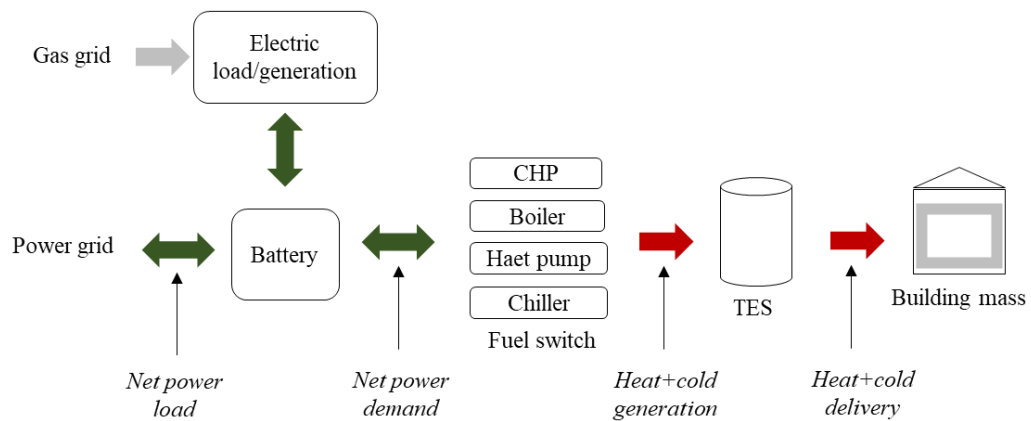 Gas grid
Electric
load/generation
CHP
Boiler
Haet pump
Chiller
Fuel switch
Power grid
Battery
TES
Building mass
Net power
load
Net power
demand
Heat+cold
generation
Heat+cold
delivery